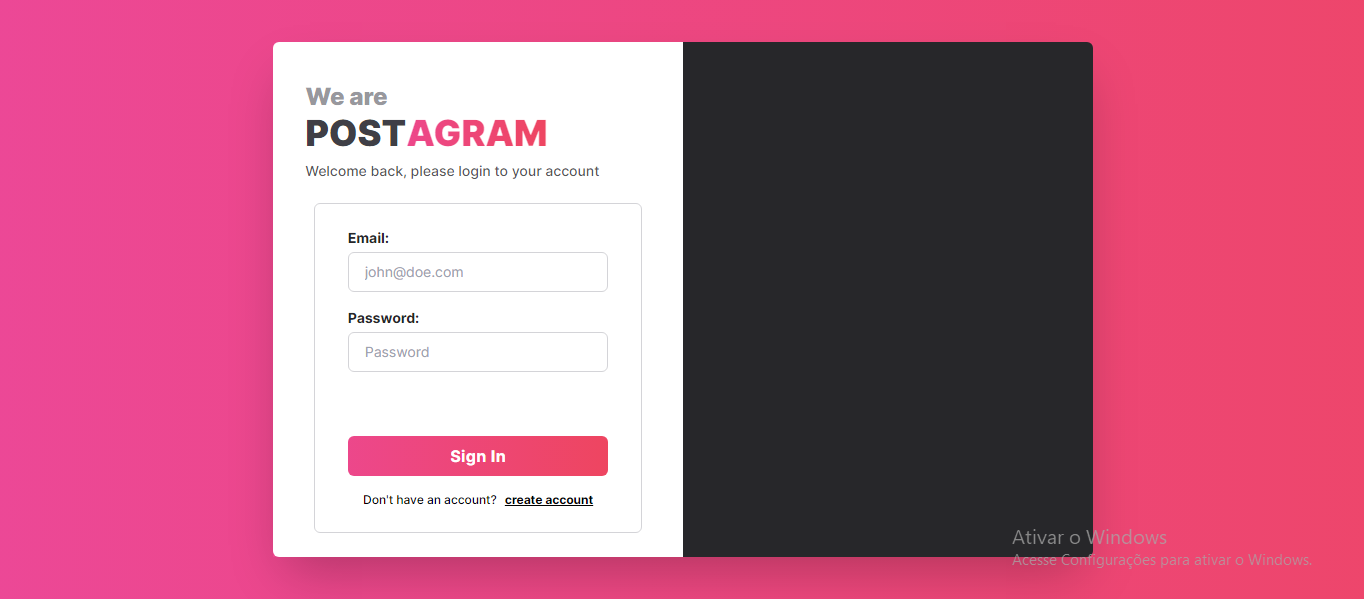 We are
POSTAGRAM
Welcome back, please login to your account
Email:
john@doe.com
Password:
Password
Sign In
Don't have an account? create account
Ativar o Windows
Acesse Configurações para ativar o Windows.